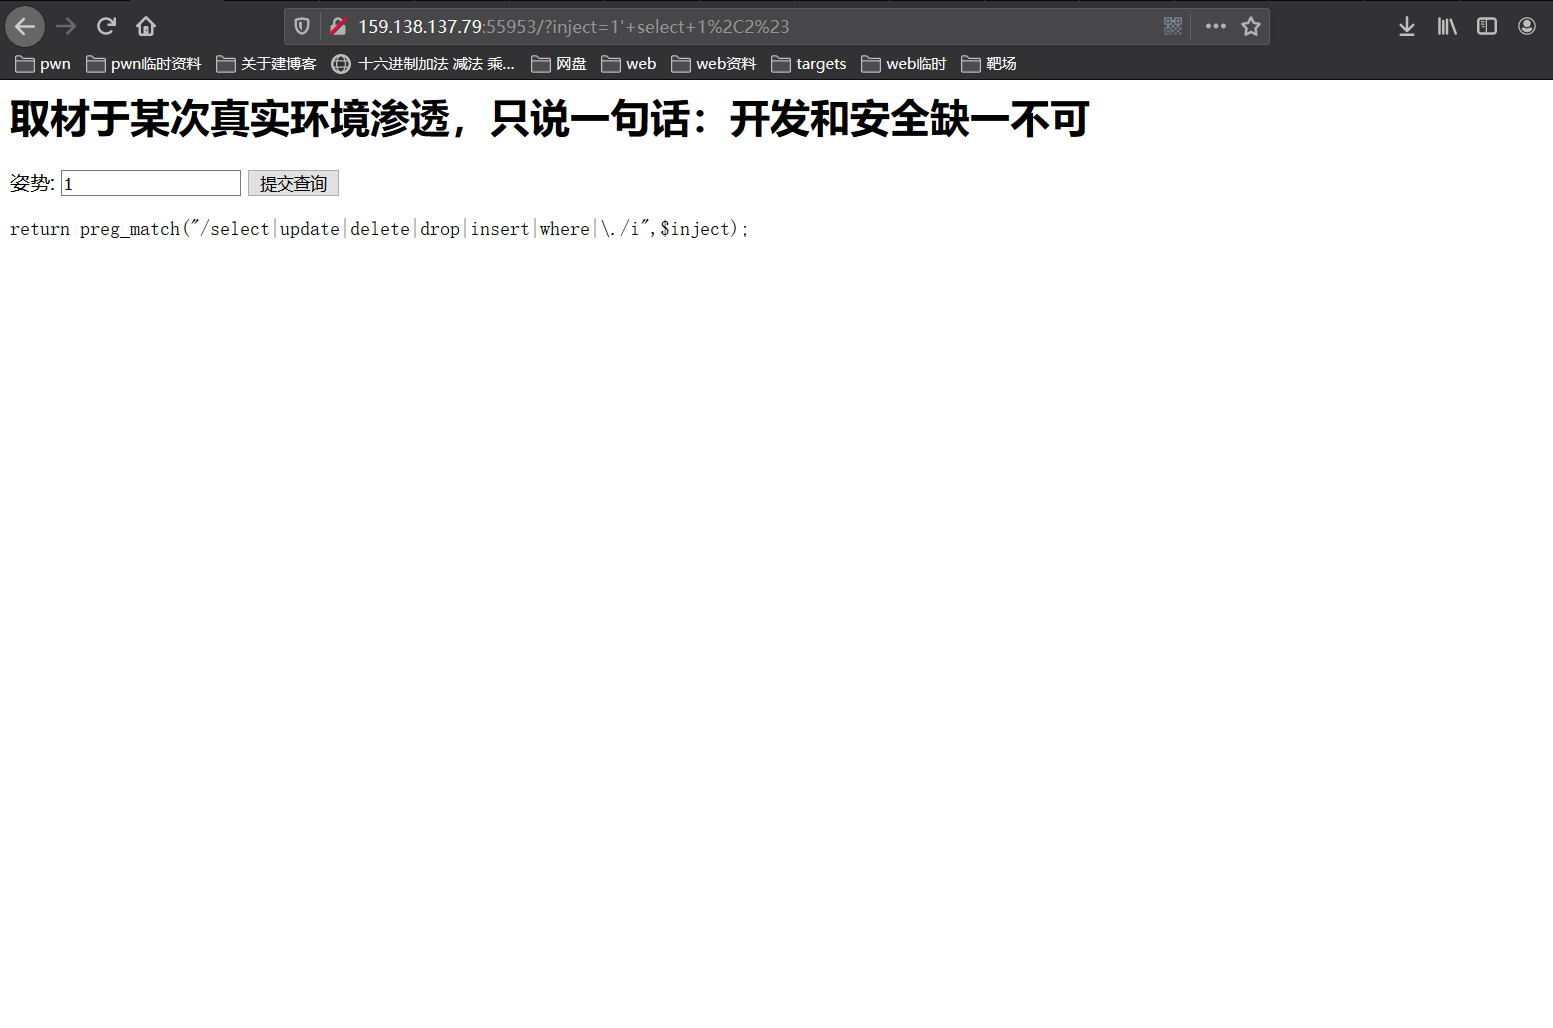 159.138.137.79:55953/?inject=1'+select+1%2C2%23
pwn pwn临时资料 关于建博客 十六进制加法 减法 乘... 网盘 web web资料 targets web临时 靶场
取材于某次真实环境渗透，只说一句话：开发和安全缺一不可
姿势: 1 提交查询
return preg_match("/select|update|delete|drop|insert|where|\./i",$inject);